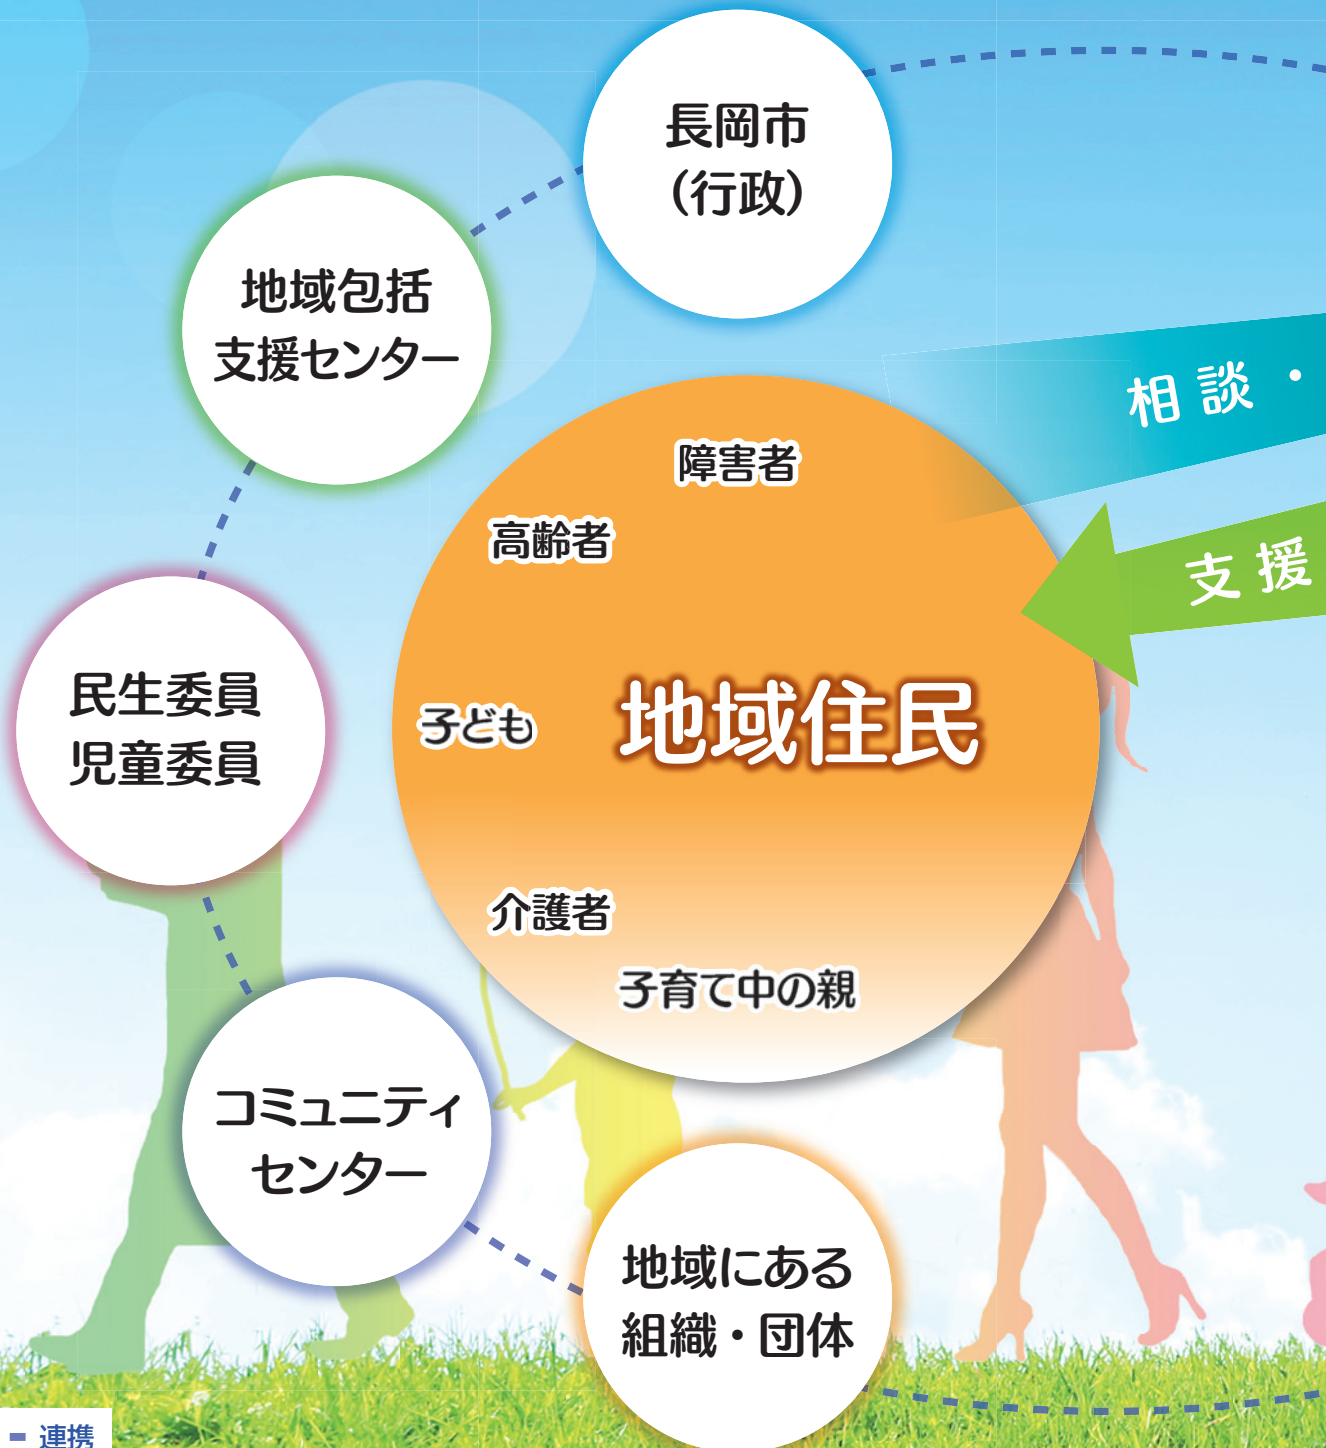 長岡市
（行政）
地域包括
支援センター
相談・
障害者
高齢者
支援
民生委員
児童委員
子ども
地域住民
介護者
子育て中の親
コミュニティ
センター
地域にある
組織・団体
連携